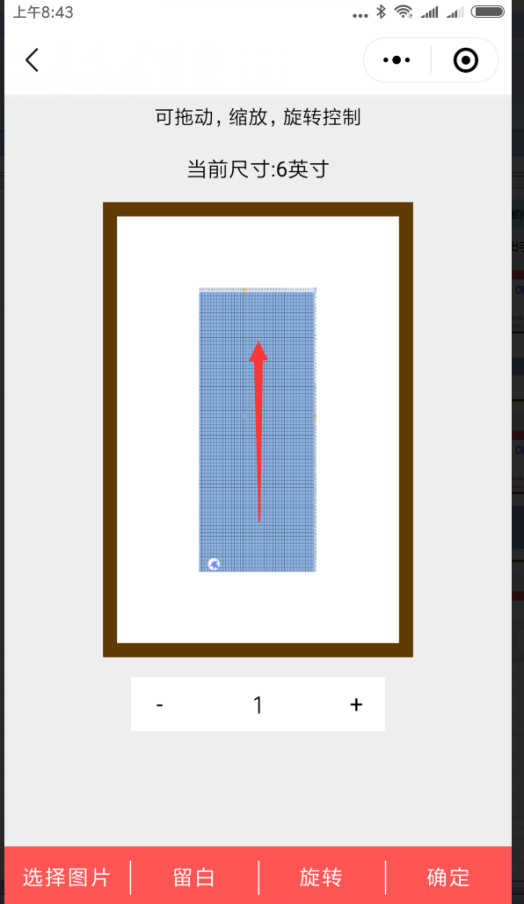 上午8:43
可拖动，缩放，旋转控制
当前尺寸:6英寸
- 1 +
选择图片 留白 旋转 确定